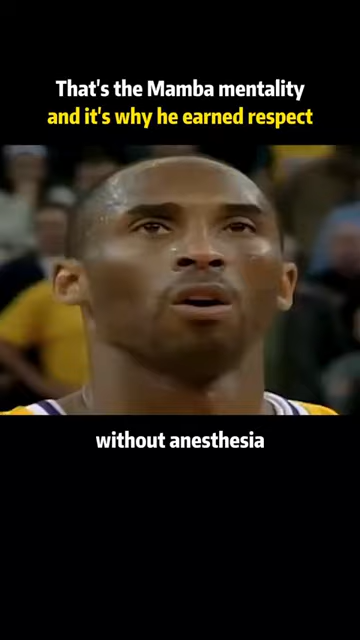 That's the Mamba mentality
and it's why he earned respect
without anesthesia